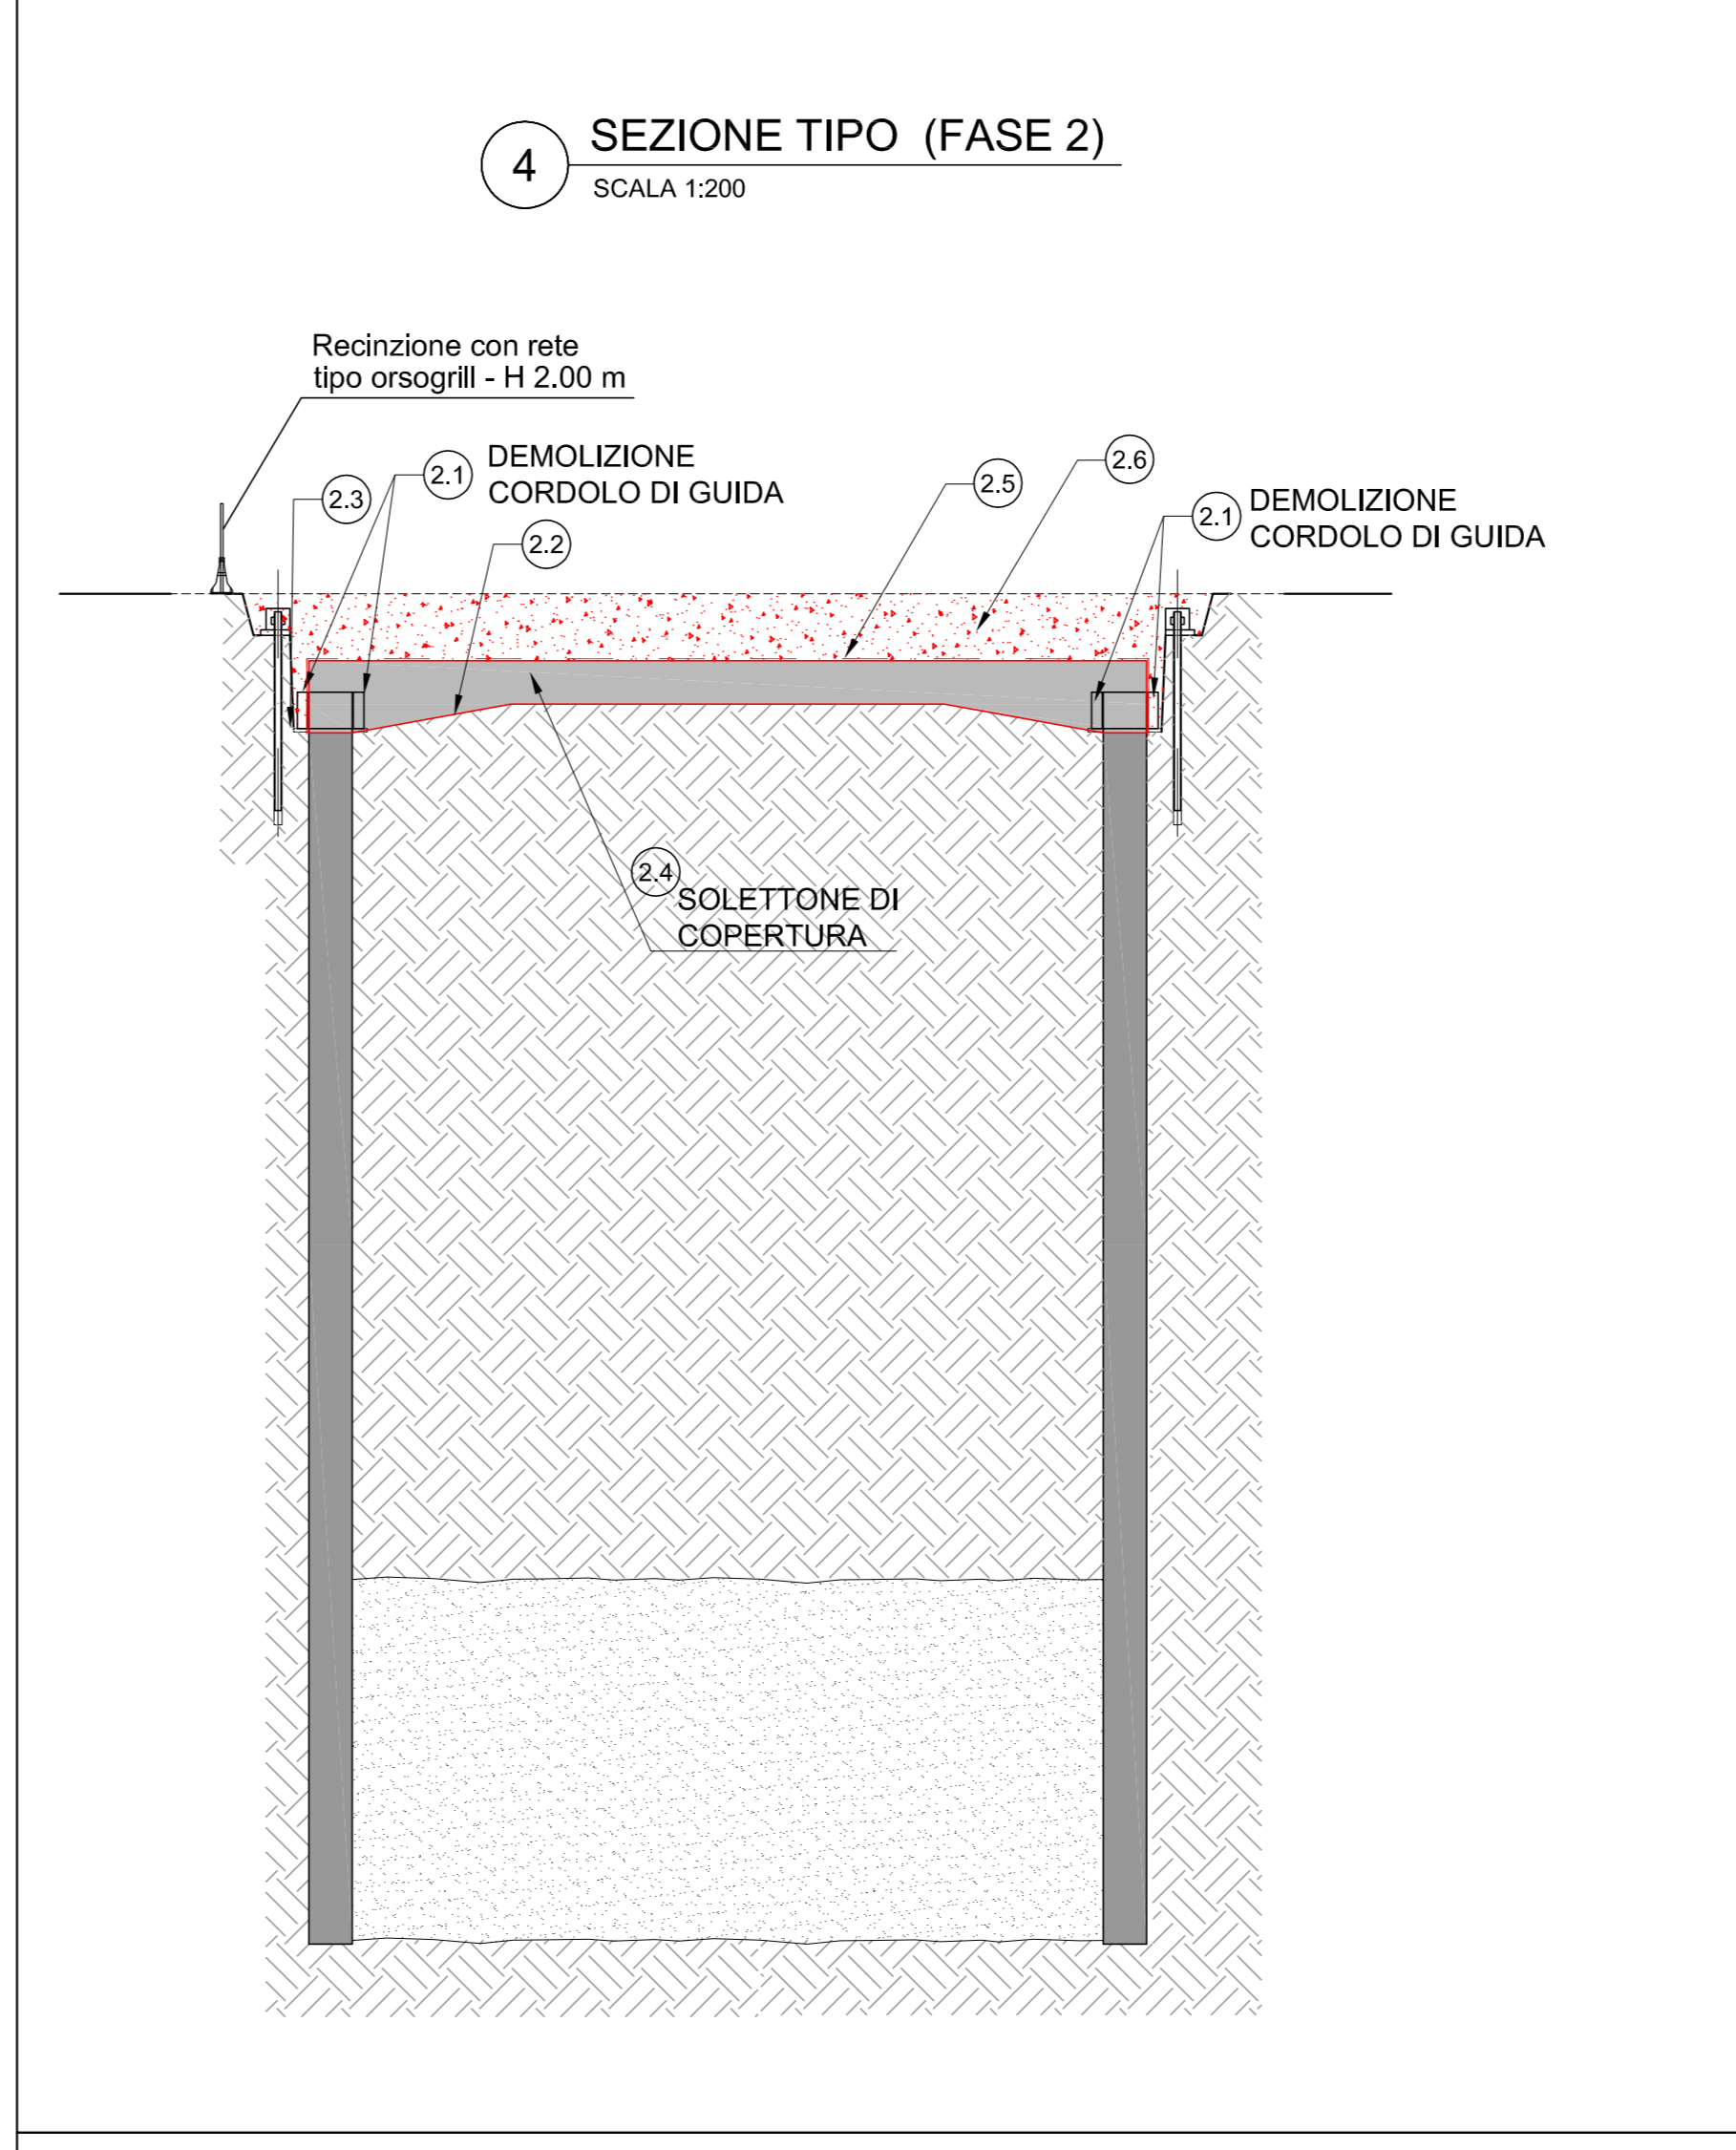 4
SEZIONE TIPO (FASE 2)
SCALA 1:200
Recinzione con rete
tipo orsogrill - H 2.00 m
2.3
2.1
DEMOLIZIONE
CORDOLO DI GUIDA
2.2
2.5
2.6
2.1
DEMOLIZIONE
CORDOLO DI GUIDA
2.4
SOLETTONE DI
COPERTURA